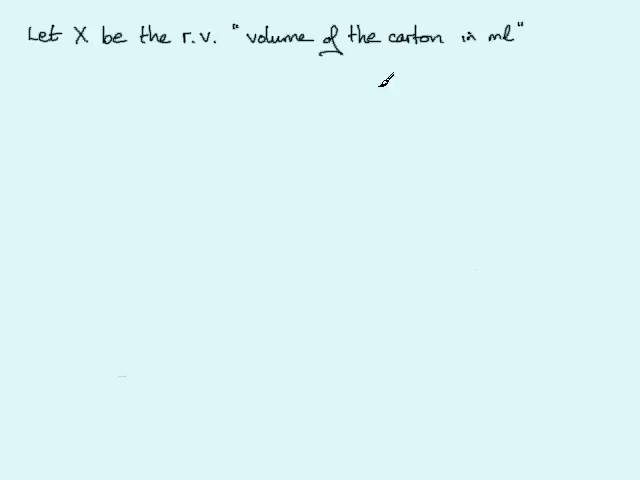 Let X be the r.v. "volume of the carton in ml"